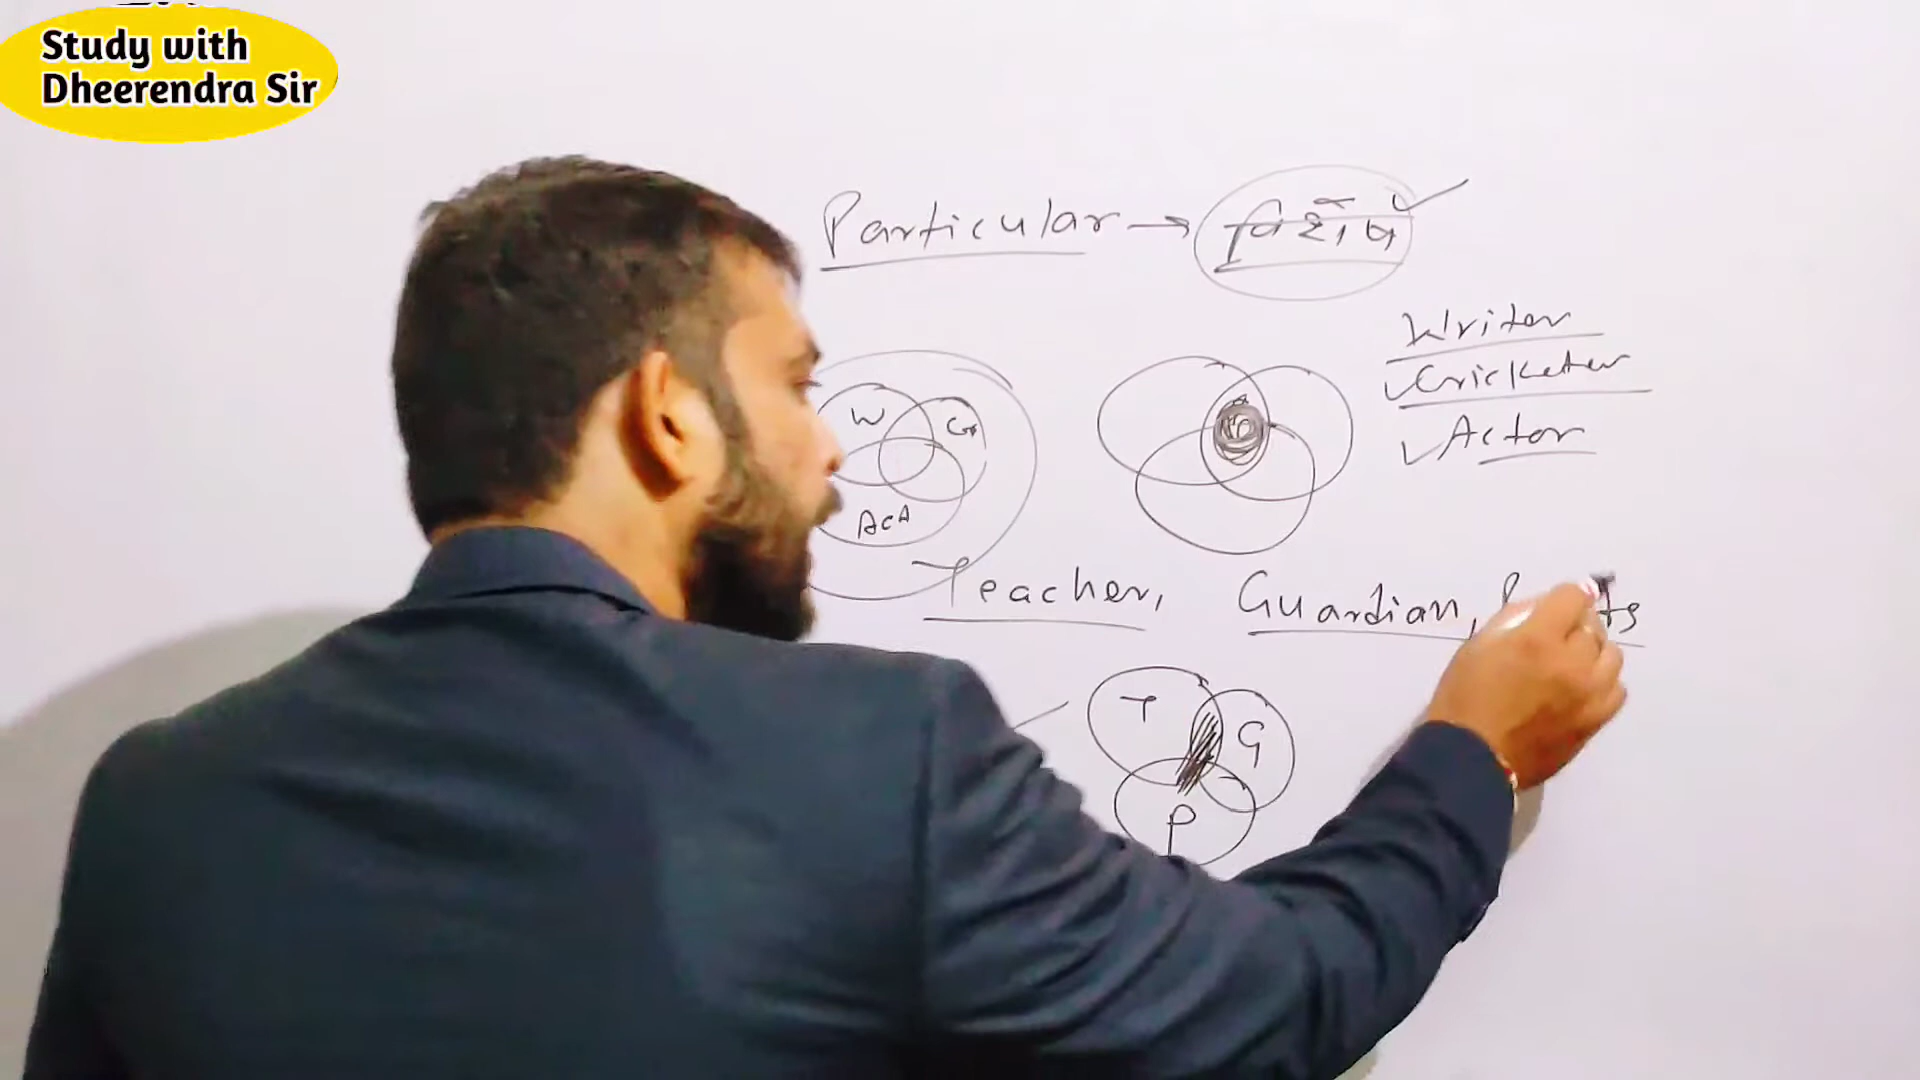 Study with
Dheerendra Sir
Particular → विशेष
Writer
Cricketer
Actor
W
ACA
Teacher, Guardian,
T
G
P